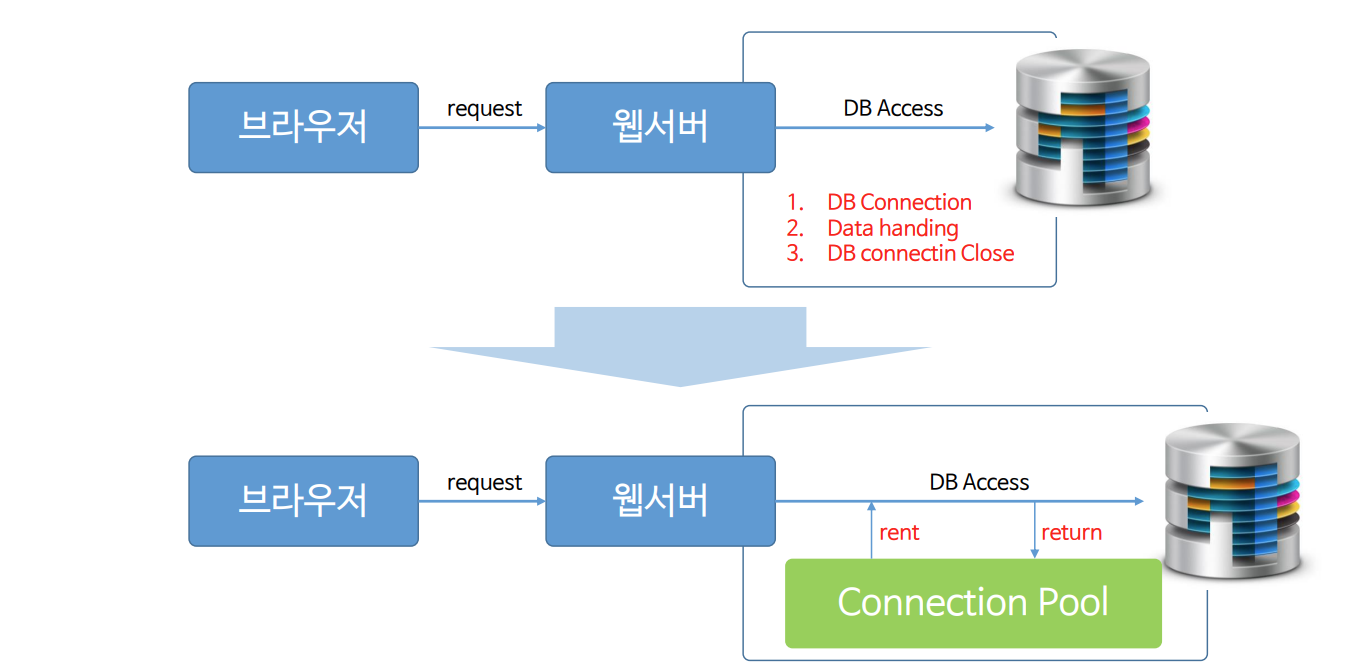 브라우저
request
웹서버
DB Access
1. DB Connection
2. Data handing
3. DB connectin Close
브라우저
request
웹서버
DB Access
rent
return
Connection Pool